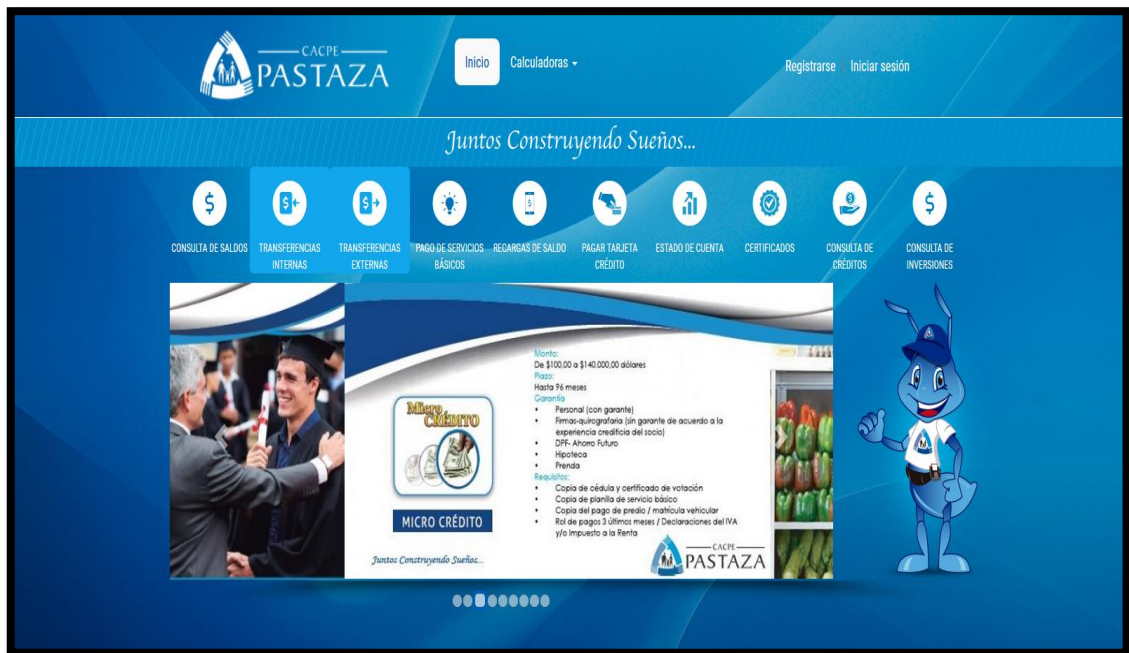 CACPE
PASTAZA
Inicio
Calculadoras
Registrarse
Iniciar sesión
Juntos Construyendo Sueños...
CONSULTA DE SALDOS
TRANSFERENCIAS
INTERNAS
TRANSFERENCIAS
EXTERNAS
PAGO DE SERVICIOS
BÁSICOS
RECARGAS DE SALDO
PAGAR TARJETA
CRÉDITO
ESTADO DE CUENTA
CERTIFICADOS
CONSULTA DE
CRÉDITOS
CONSULTA DE
INVERSIONES
Micro
CRÉDITO
MICRO CRÉDITO
Juntos Construyendo Sueños...
Monto:
De $100,00 a $140.000,00 dólares
Plazo:
Hasta 96 meses
Garantía
• Personal (con garante)
• Firmas-quirografaria (sin garante de acuerdo a la
experiencia crediticia del socio)
• DPF- Ahorro Futuro
• Hipoteca
• Prenda
Requisitos:
• Copia de cédula y certificado de votación
• Copia de planilla de servicio básico
• Copia del pago de predio / matrícula vehicular
• Rol de pagos 3 últimos meses / Declaraciones del IVA
y/o Impuesto a la Renta
CACPE
PASTAZA